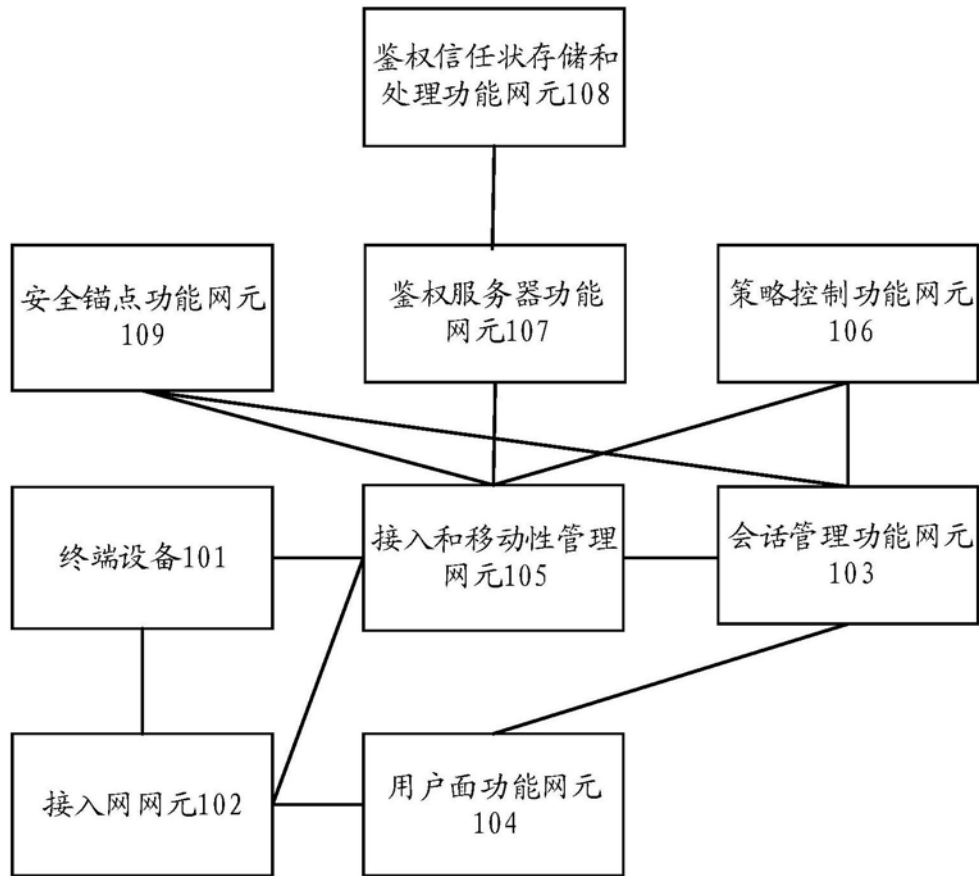 鉴权信任状存储和
处理功能网元108
安全锚点功能网元
109
鉴权服务器功能
网元107
策略控制功能网元
106
终端设备101
接入和移动性管理
网元105
会话管理功能网元
103
接入网网元102
用户面功能网元
104